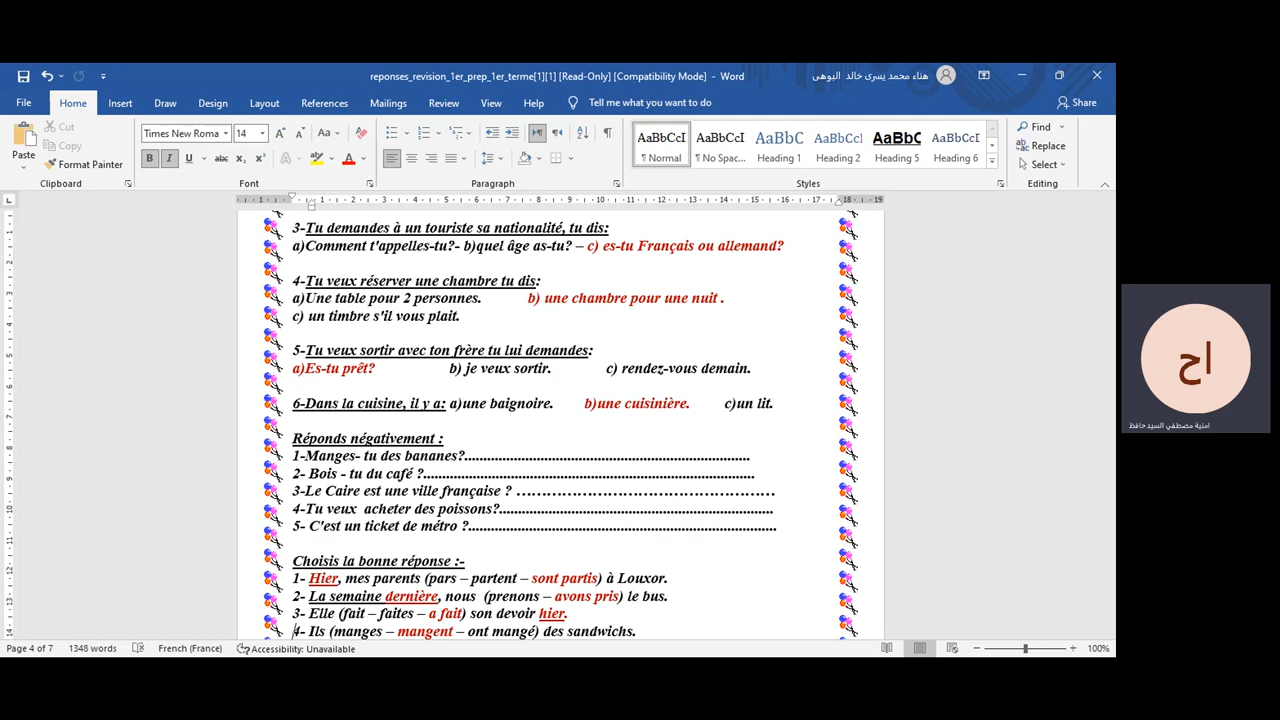 reponses_revision_1er_prep_1er_terme[1][1] [Read-Only] [Compatibility Mode] - Word
هناء محمد يسرى خالد البوهى
File Home Insert Draw Design Layout References Mailings Review View Help Tell me what you want to do Share
Paste
Cut
Copy
Format Painter
Clipboard
Times New Roma 14
Font
Paragraph
AaBbCcI AaBbCcI AaBbC AaBbCcI AaBbC AaBbCcI
¶ Normal ¶ No Spac... Heading 1 Heading 2 Heading 5 Heading 6
Styles
Find
Replace
Select
Editing
3-Tu demandes à un touriste sa nationalité, tu dis:
a)Comment t'appelles-tu?- b)quel âge as-tu? – c) es-tu Français ou allemand?
4-Tu veux réserver une chambre tu dis:
a)Une table pour 2 personnes. b) une chambre pour une nuit .
c) un timbre s'il vous plait.
5-Tu veux sortir avec ton frère tu lui demandes:
a)Es-tu prêt? b) je veux sortir. c) rendez-vous demain.
6-Dans la cuisine, il y a: a)une baignoire. b)une cuisinière. c)un lit.
Réponds négativement :
1-Manges- tu des bananes?......................................................................
2- Bois - tu du café ?................................................................................
3-Le Caire est une ville française ? ……………………………………………
4-Tu veux  acheter des poissons?...................................................................
5- C'est un ticket de métro ?.........................................................................
Choisis la bonne réponse :-
1- Hier, mes parents (pars – partent – sont partis) à Louxor.
2- La semaine dernière, nous  (prenons – avons pris) le bus.
3- Elle (fait – faites – a fait) son devoir hier.
4- Ils (manges – mangent – ont mangé) des sandwichs.
Page 4 of 7 1348 words French (France) Accessibility: Unavailable 100%
اح
امنية مصطفي السيد حافظ